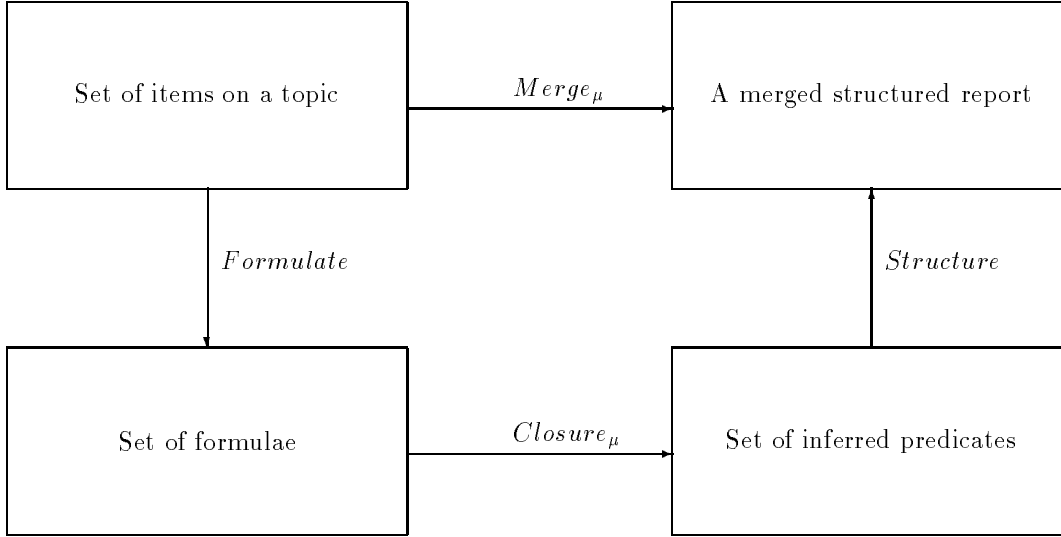 Set of items on a topic
Merge_μ
A merged structured report
Formulate
Structure
Set of formulae
Closure_μ
Set of inferred predicates